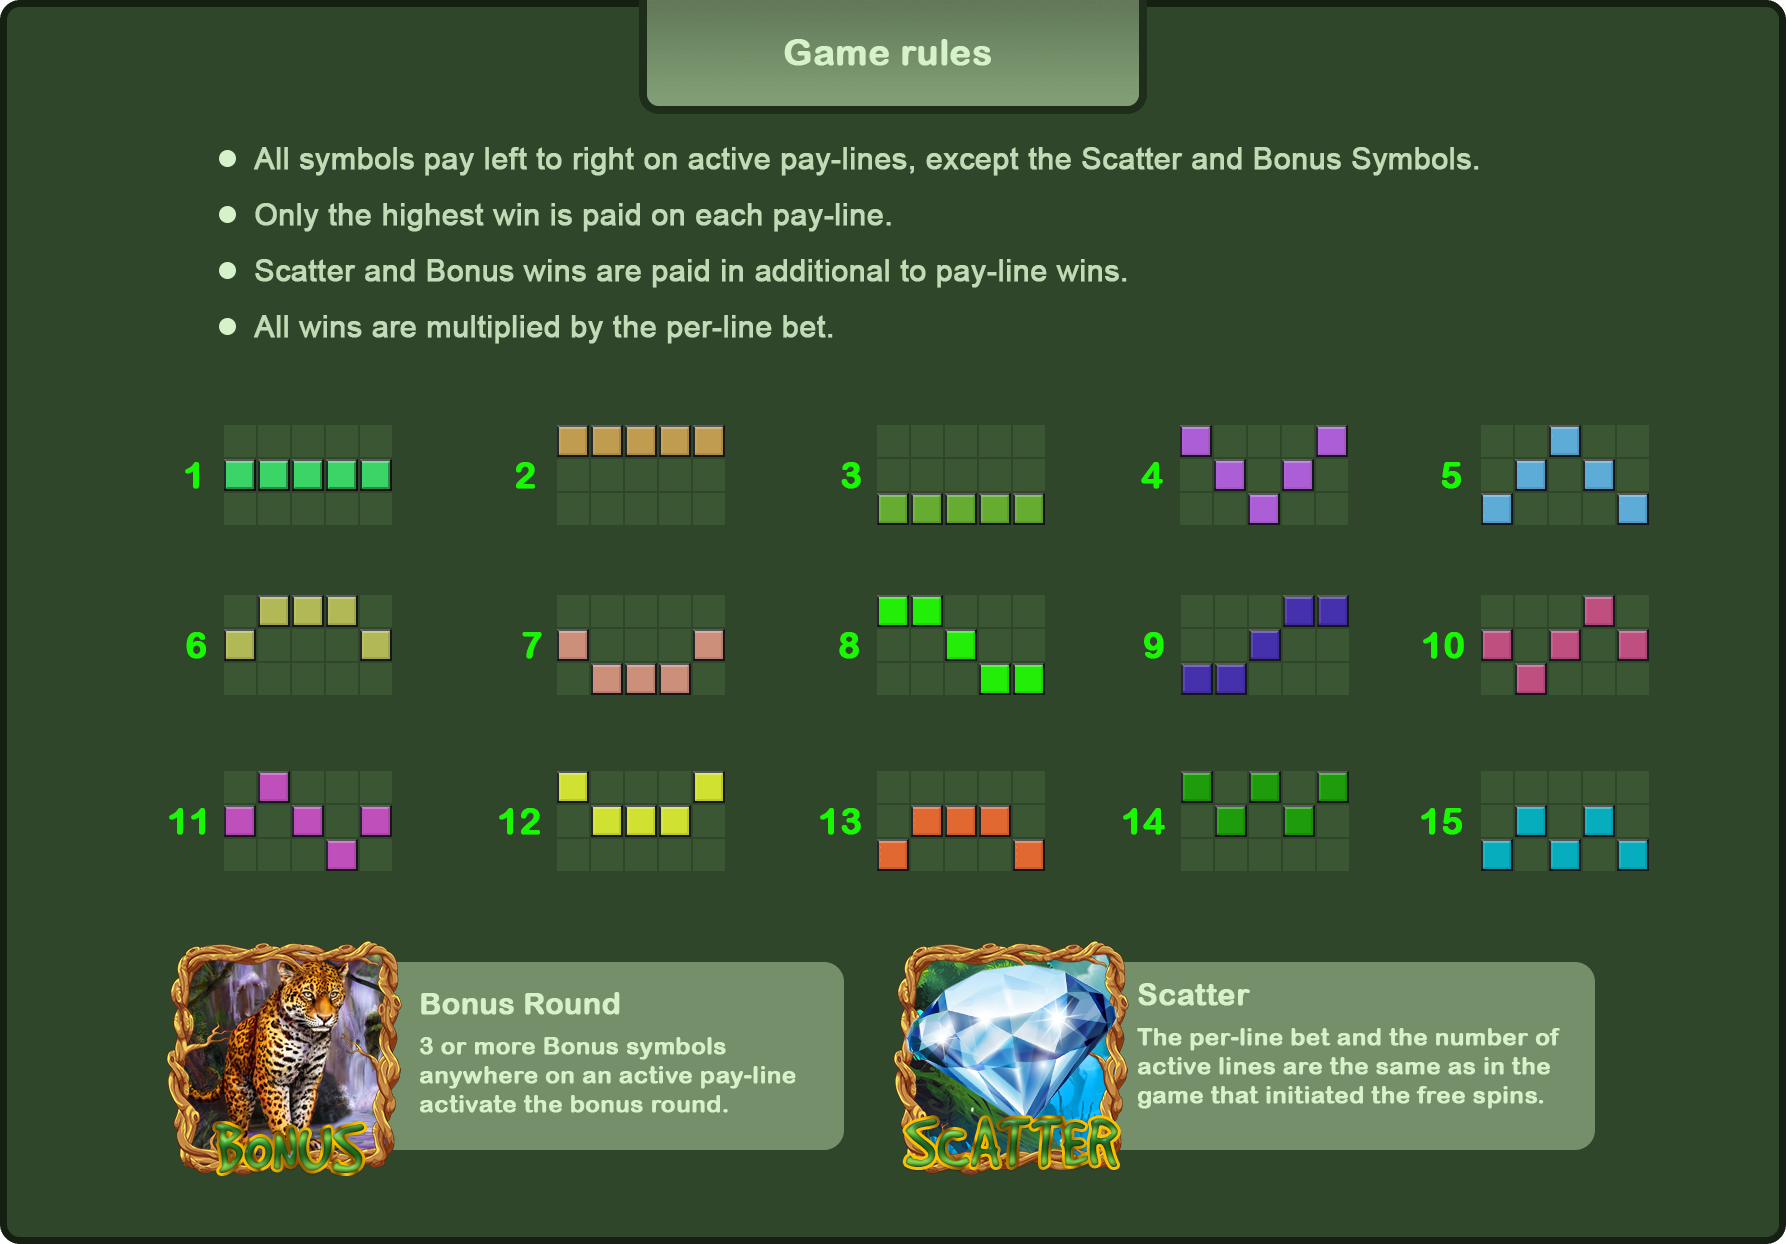 Game rules
All symbols pay left to right on active pay-lines, except the Scatter and Bonus Symbols.
Only the highest win is paid on each pay-line.
Scatter and Bonus wins are paid in additional to pay-line wins.
All wins are multiplied by the per-line bet.
1 2 3 4 5
6 7 8 9 10
11 12 13 14 15
BONUS
Bonus Round
3 or more Bonus symbols
anywhere on an active pay-line
activate the bonus round.
SCATTER
Scatter
The per-line bet and the number of
active lines are the same as in the
game that initiated the free spins.